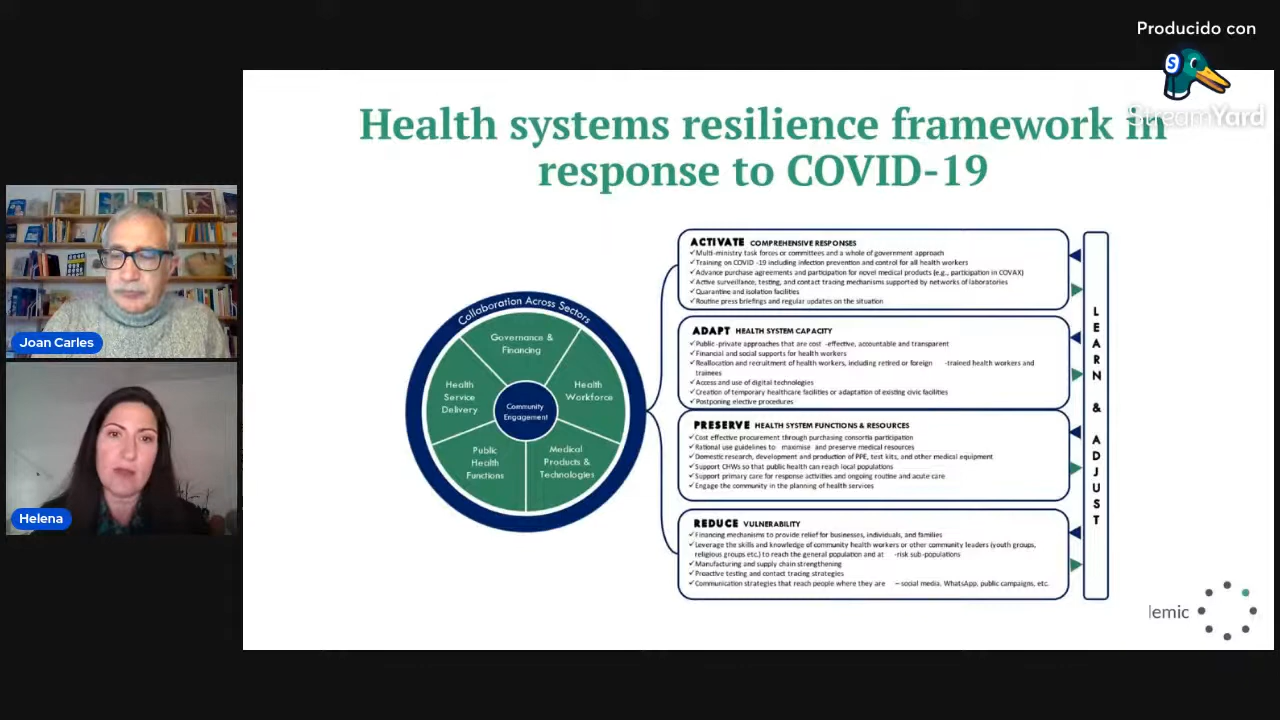 Producido con
StreamYard
Health systems resilience framework in
response to COVID-19
Joan Carles
Helena
Collaboration Across Sectors
Governance &
Financing
Health
Service
Delivery
Health
Workforce
Community
Engagement
Public
Health
Functions
Medical
Products &
Technologies
ACTIVATE COMPREHENSIVE RESPONSES
✓Multi-ministry task forces or committees and a whole of government approach
✓Training on COVID -19 including infection prevention and control for all health workers
✓Advance purchase agreements and participation for novel medical products (e.g., participation in COVAX)
✓Active surveillance, testing, and contact tracing mechanisms supported by networks of laboratories
✓Quarantine and isolation facilities
✓Routine press briefings and regular updates on the situation
ADAPT HEALTH SYSTEM CAPACITY
✓Public -private approaches that are cost -effective, accountable and transparent
✓Financial and social supports for health workers
✓Reallocation and recruitment of health workers, including retired or foreign -trained health workers and
trainees
✓Access and use of digital technologies
✓Creation of temporary healthcare facilities or adaptation of existing civic facilities
✓Postponing elective procedures
PRESERVE HEALTH SYSTEM FUNCTIONS & RESOURCES
✓Cost effective procurement through purchasing consortia participation
✓Rational use guidelines to maximise and preserve medical resources
✓Domestic research, development and production of PPE, test kits, and other medical equipment
✓Support CHWs so that public health can reach local populations
✓Support primary care for response activities and ongoing routine and acute care
✓Engage the community in the planning of health services
REDUCE VULNERABILITY
✓Financing mechanisms to provide relief for businesses, individuals, and families
✓Leverage the skills and knowledge of community health workers or other community leaders (youth groups,
religious groups etc.) to reach the general population and at -risk sub-populations
✓Manufacturing and supply chain strengthening
✓Proactive testing and contact tracing strategies
✓Communication strategies that reach people where they are – social media, WhatsApp, public campaigns, etc.
LEARN & ADJUST
lemic